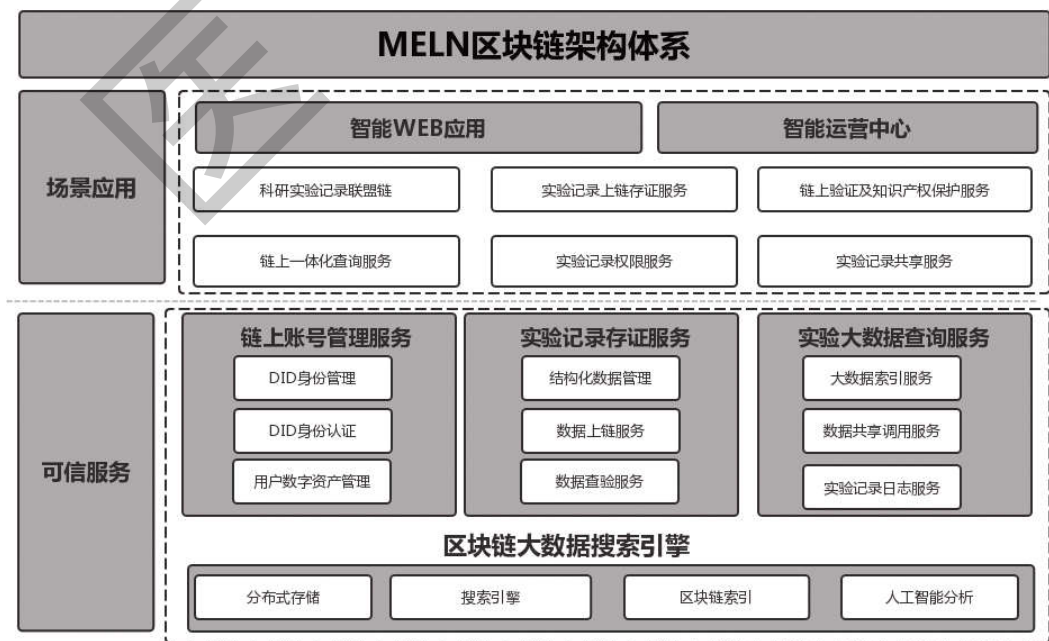 MELN区块链架构体系
场景应用
智能WEB应用
智能运营中心
科研实验记录联盟链
实验记录上链存证服务
链上验证及知识产权保护服务
链上一体化查询服务
实验记录权限服务
实验记录共享服务
可信服务
链上账号管理服务
DID身份管理
DID身份认证
用户数字资产管理
实验记录存证服务
结构化数据管理
数据上链服务
数据查验服务
实验大数据查询服务
大数据索引服务
数据共享调用服务
实验记录日志服务
区块链大数据搜索引擎
分布式存储
搜索引擎
区块链索引
人工智能分析
医